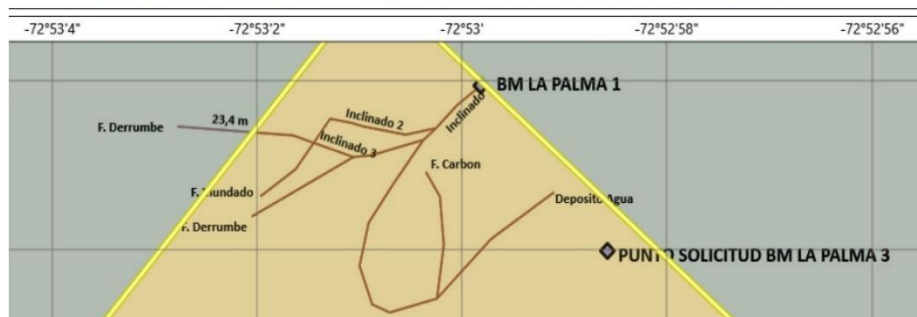 -72°53'4" -72°53'2" -72°53' -72°52'58" -72°52'56"
BM LA PALMA 1
Inclinado
Inclinado 2
23,4 m
F. Derrumbe
Inclinado 3
F. Carbon
F. Inundado
Deposito Agua
F. Derrumbe
PUNTO SOLICITUD BM LA PALMA 3